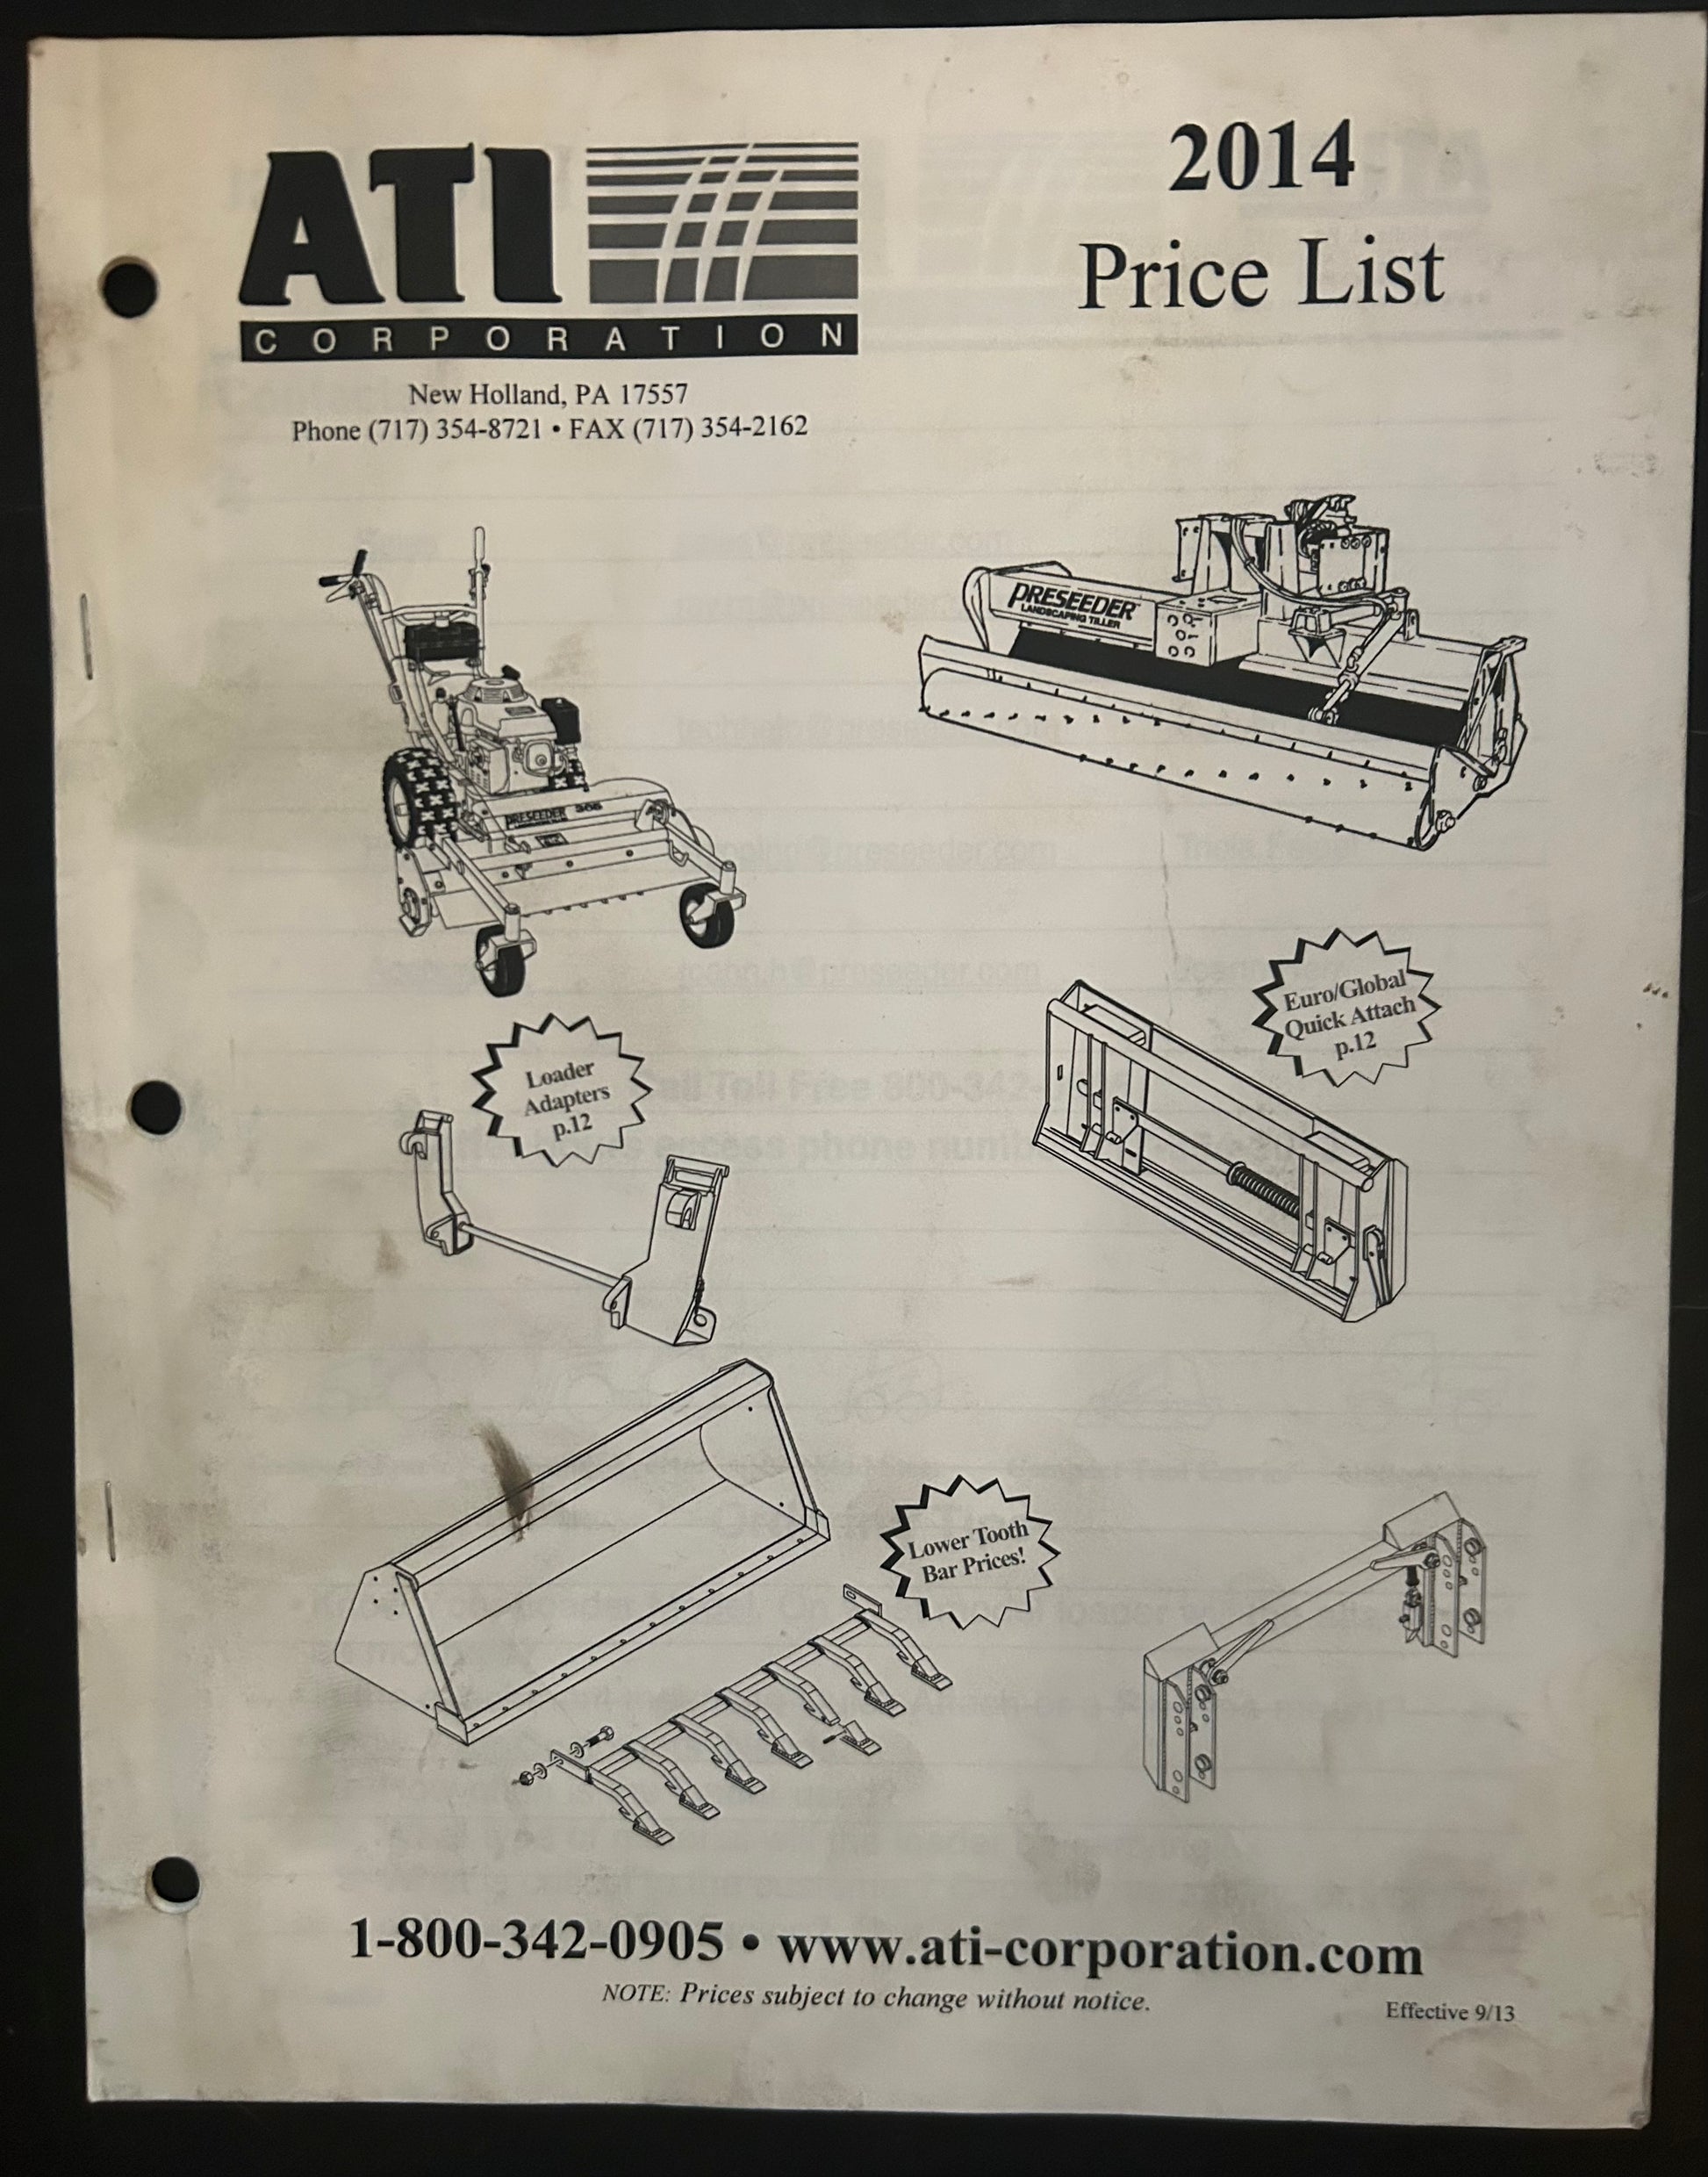 ATI
CORPORATION
New Holland, PA 17557
Phone (717) 354-8721 • FAX (717) 354-2162
2014
Price List
PRESEEDER
LANDSCAPING TILLER
PRESEEDER
Loader
Adapters
p.12
Euro/Global
Quick Attach
p.12
Lower Tooth
Bar Prices!
1-800-342-0905 • www.ati-corporation.com
NOTE: Prices subject to change without notice.
Effective 9/13